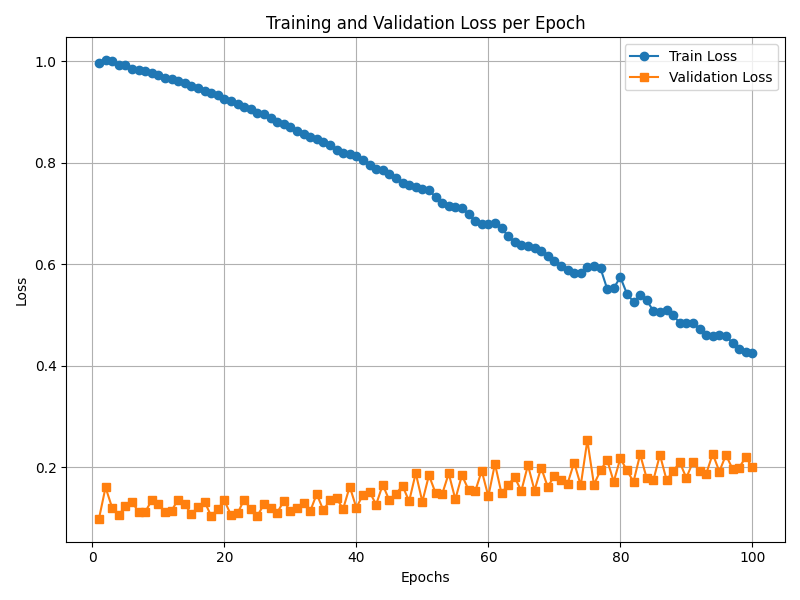 Training and Validation Loss per Epoch
Train Loss
Validation Loss
1.0
0.8
0.6
0.4
0.2
Loss
0 20 40 60 80 100
Epochs